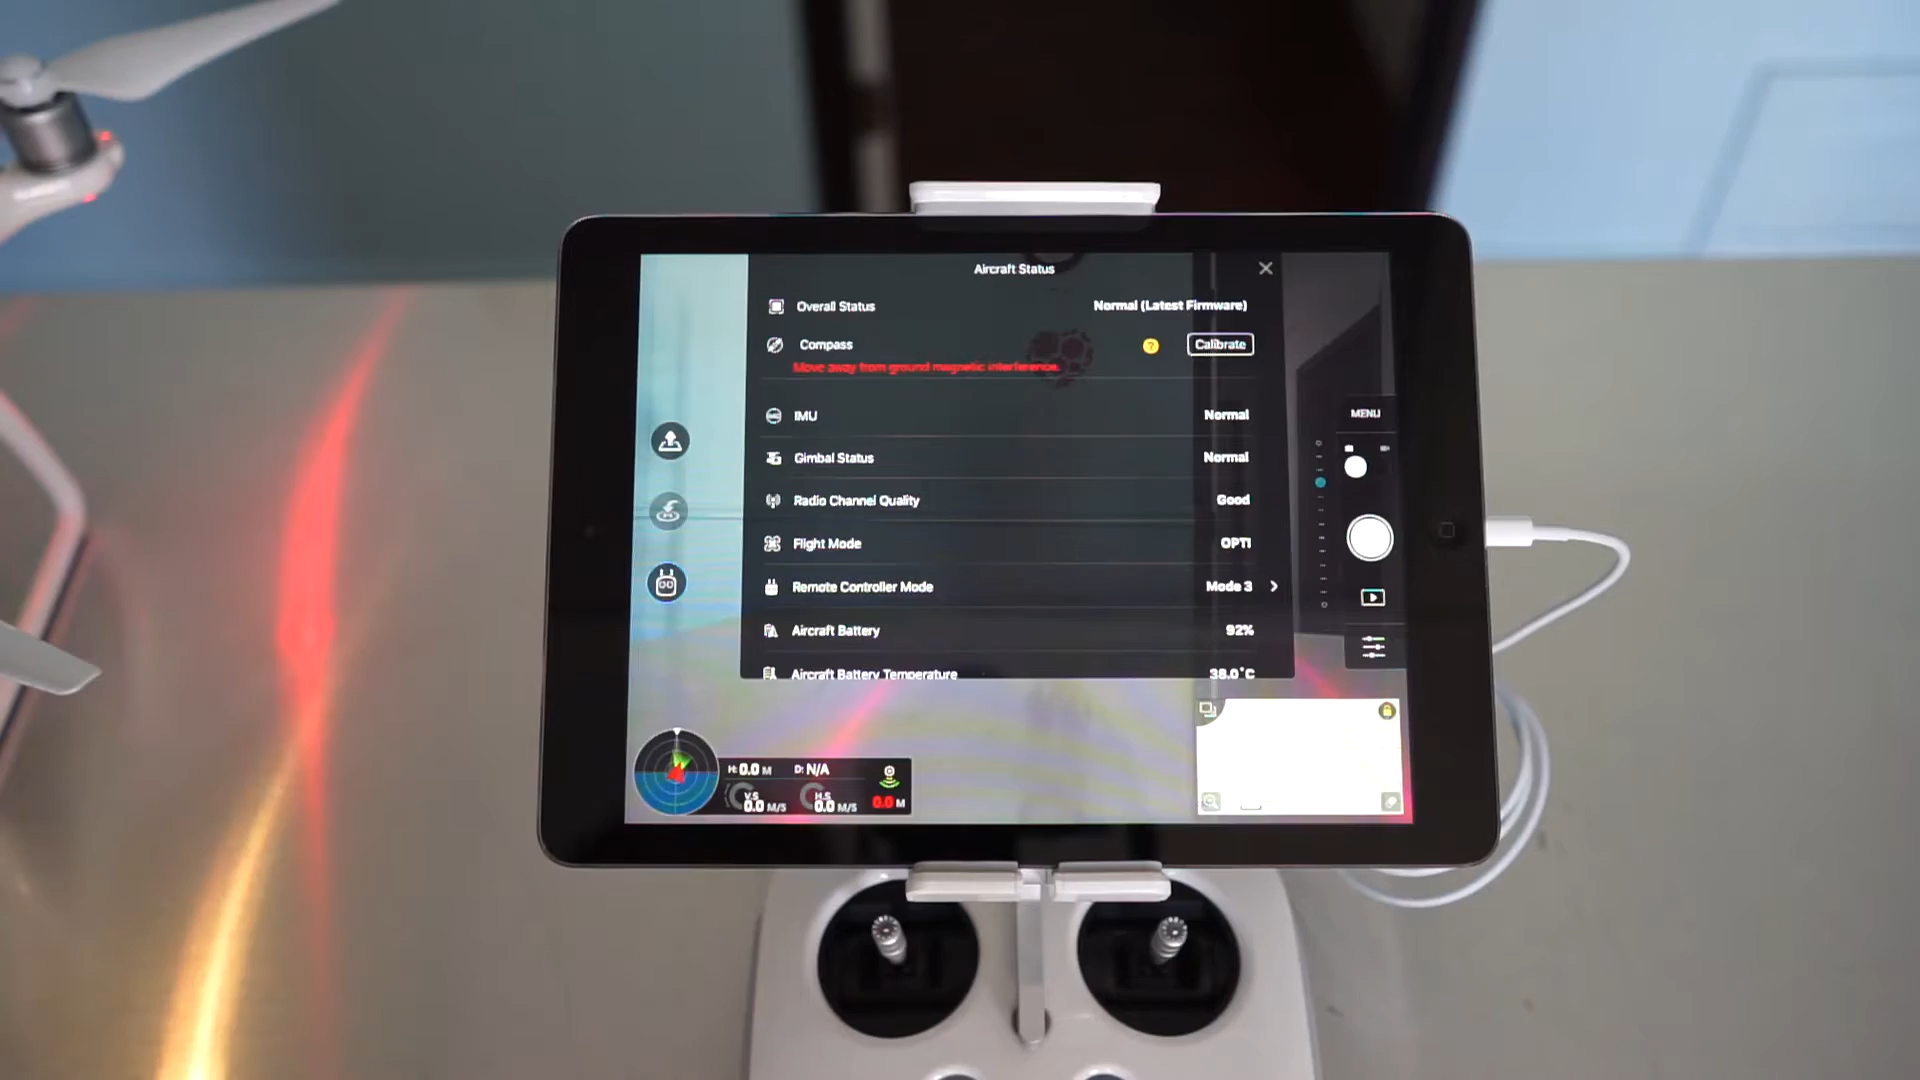 Aircraft Status
Overall Status Normal (Latest Firmware)
Compass ? Calibrate
Move away from ground magnetic interference.
IMU Normal
MENU
Gimbal Status Normal
Radio Channel Quality Good
Flight Mode OPTI
Remote Controller Mode Mode 3
Aircraft Battery 92%
Aircraft Battery Temperature 38.0°C
H: 0.0 M D: N/A
V.S 0.0 M/S H.S 0.0 M/S 0.0 M